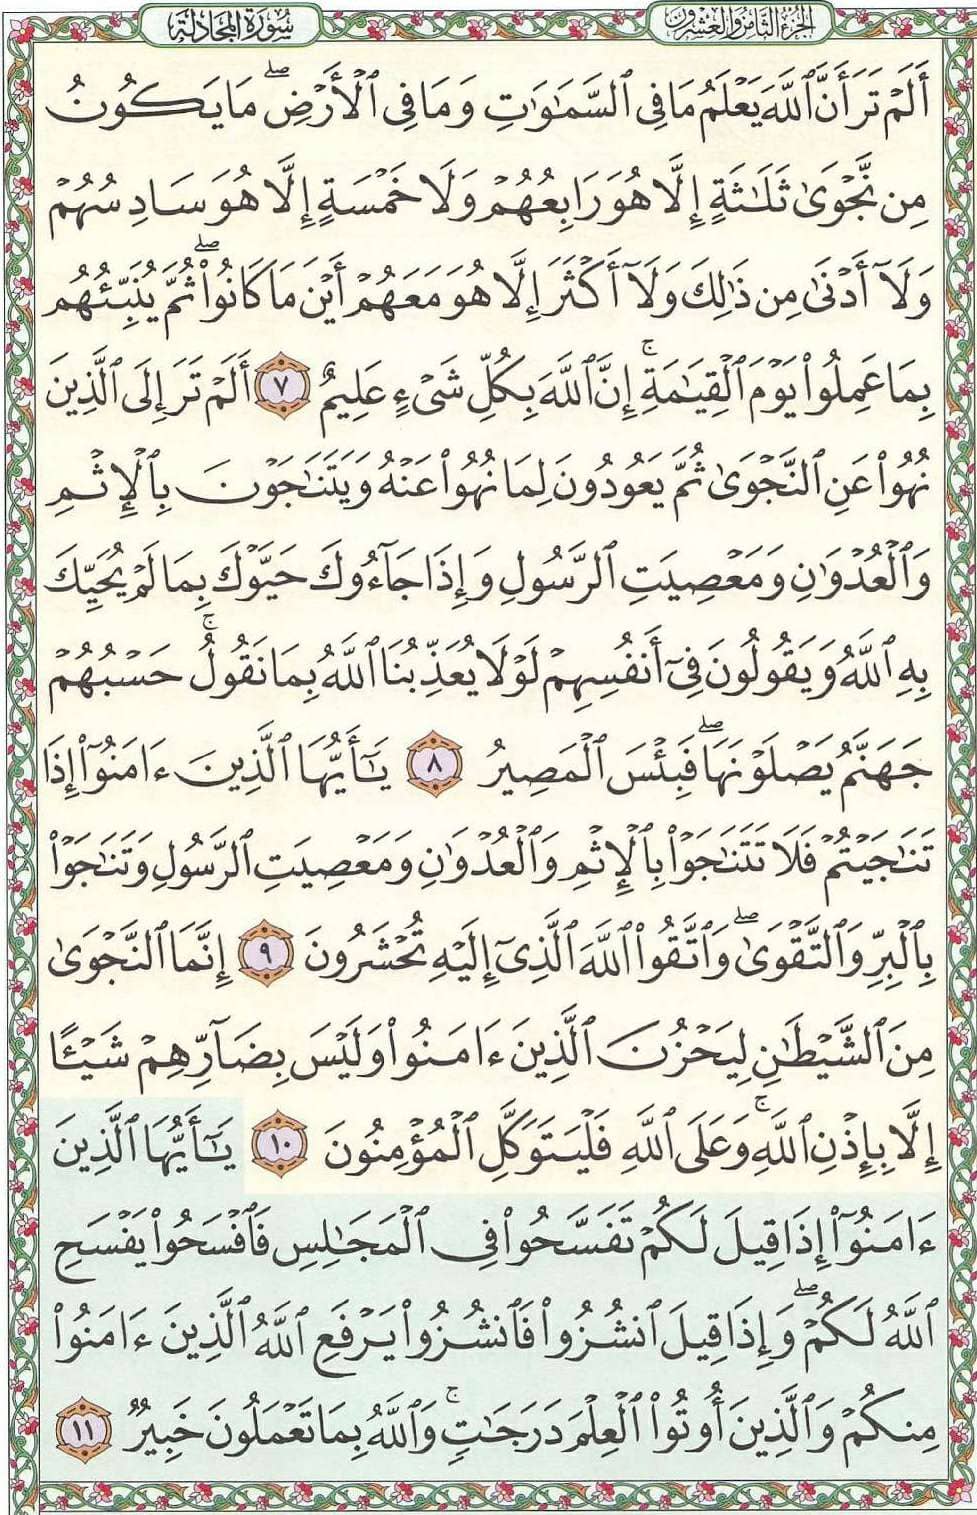 الجزء الثامن والعشرون
سورة المجادلة
أَلَمْ تَرَ أَنَّ ٱللَّهَ يَعْلَمُ مَا فِى ٱلسَّمَٰوَٰتِ وَمَا فِى ٱلْأَرْضِ ۖ مَا يَكُونُ
مِن نَّجْوَىٰ ثَلَٰثَةٍ إِلَّا هُوَ رَابِعُهُمْ وَلَا خَمْسَةٍ إِلَّا هُوَ سَادِسُهُمْ
وَلَآ أَدْنَىٰ مِن ذَٰلِكَ وَلَآ أَكْثَرَ إِلَّا هُوَ مَعَهُمْ أَيْنَ مَا كَانُوا۟ ۖ ثُمَّ يُنَبِّئُهُم
بِمَا عَمِلُوا۟ يَوْمَ ٱلْقِيَٰمَةِ ۚ إِنَّ ٱللَّهَ بِكُلِّ شَىْءٍ عَلِيمٌ ٧ أَلَمْ تَرَ إِلَى ٱلَّذِينَ
نُهُوا۟ عَنِ ٱلنَّجْوَىٰ ثُمَّ يَعُودُونَ لِمَا نُهُوا۟ عَنْهُ وَيَتَنَٰجَوْنَ بِٱلْإِثْمِ
وَٱلْعُدْوَٰنِ وَمَعْصِيَتِ ٱلرَّسُولِ وَإِذَا جَآءُوكَ حَيَّوْكَ بِمَا لَمْ يُحَيِّكَ
بِهِ ٱللَّهُ وَيَقُولُونَ فِىٓ أَنفُسِهِمْ لَوْلَا يُعَذِّبُنَا ٱللَّهُ بِمَا نَقُولُ ۚ حَسْبُهُمْ
جَهَنَّمُ يَصْلَوْنَهَا ۖ فَبِئْسَ ٱلْمَصِيرُ ٨ يَٰٓأَيُّهَا ٱلَّذِينَ ءَامَنُوٓا۟ إِذَا
تَنَٰجَيْتُمْ فَلَا تَتَنَٰجَوْا۟ بِٱلْإِثْمِ وَٱلْعُدْوَٰنِ وَمَعْصِيَتِ ٱلرَّسُولِ وَتَنَٰجَوْا۟
بِٱلْبِرِّ وَٱلتَّقْوَىٰ ۖ وَٱتَّقُوا۟ ٱللَّهَ ٱلَّذِىٓ إِلَيْهِ تُحْشَرُونَ ٩ إِنَّمَا ٱلنَّجْوَىٰ
مِنَ ٱلشَّيْطَٰنِ لِيَحْزُنَ ٱلَّذِينَ ءَامَنُوا۟ وَلَيْسَ بِضَآرِّهِمْ شَيْـًٔا
إِلَّا بِإِذْنِ ٱللَّهِ ۚ وَعَلَى ٱللَّهِ فَلْيَتَوَكَّلِ ٱلْمُؤْمِنُونَ ١٠ يَٰٓأَيُّهَا ٱلَّذِينَ
ءَامَنُوٓا۟ إِذَا قِيلَ لَكُمْ تَفَسَّحُوا۟ فِى ٱلْمَجَٰلِسِ فَٱفْسَحُوا۟ يَفْسَحِ
ٱللَّهُ لَكُمْ ۖ وَإِذَا قِيلَ ٱنشُزُوا۟ فَٱنشُزُوا۟ يَرْفَعِ ٱللَّهُ ٱلَّذِينَ ءَامَنُوا۟
مِنكُمْ وَٱلَّذِينَ أُوتُوا۟ ٱلْعِلْمَ دَرَجَٰتٍ ۚ وَٱللَّهُ بِمَا تَعْمَلُونَ خَبِيرٌ ١١